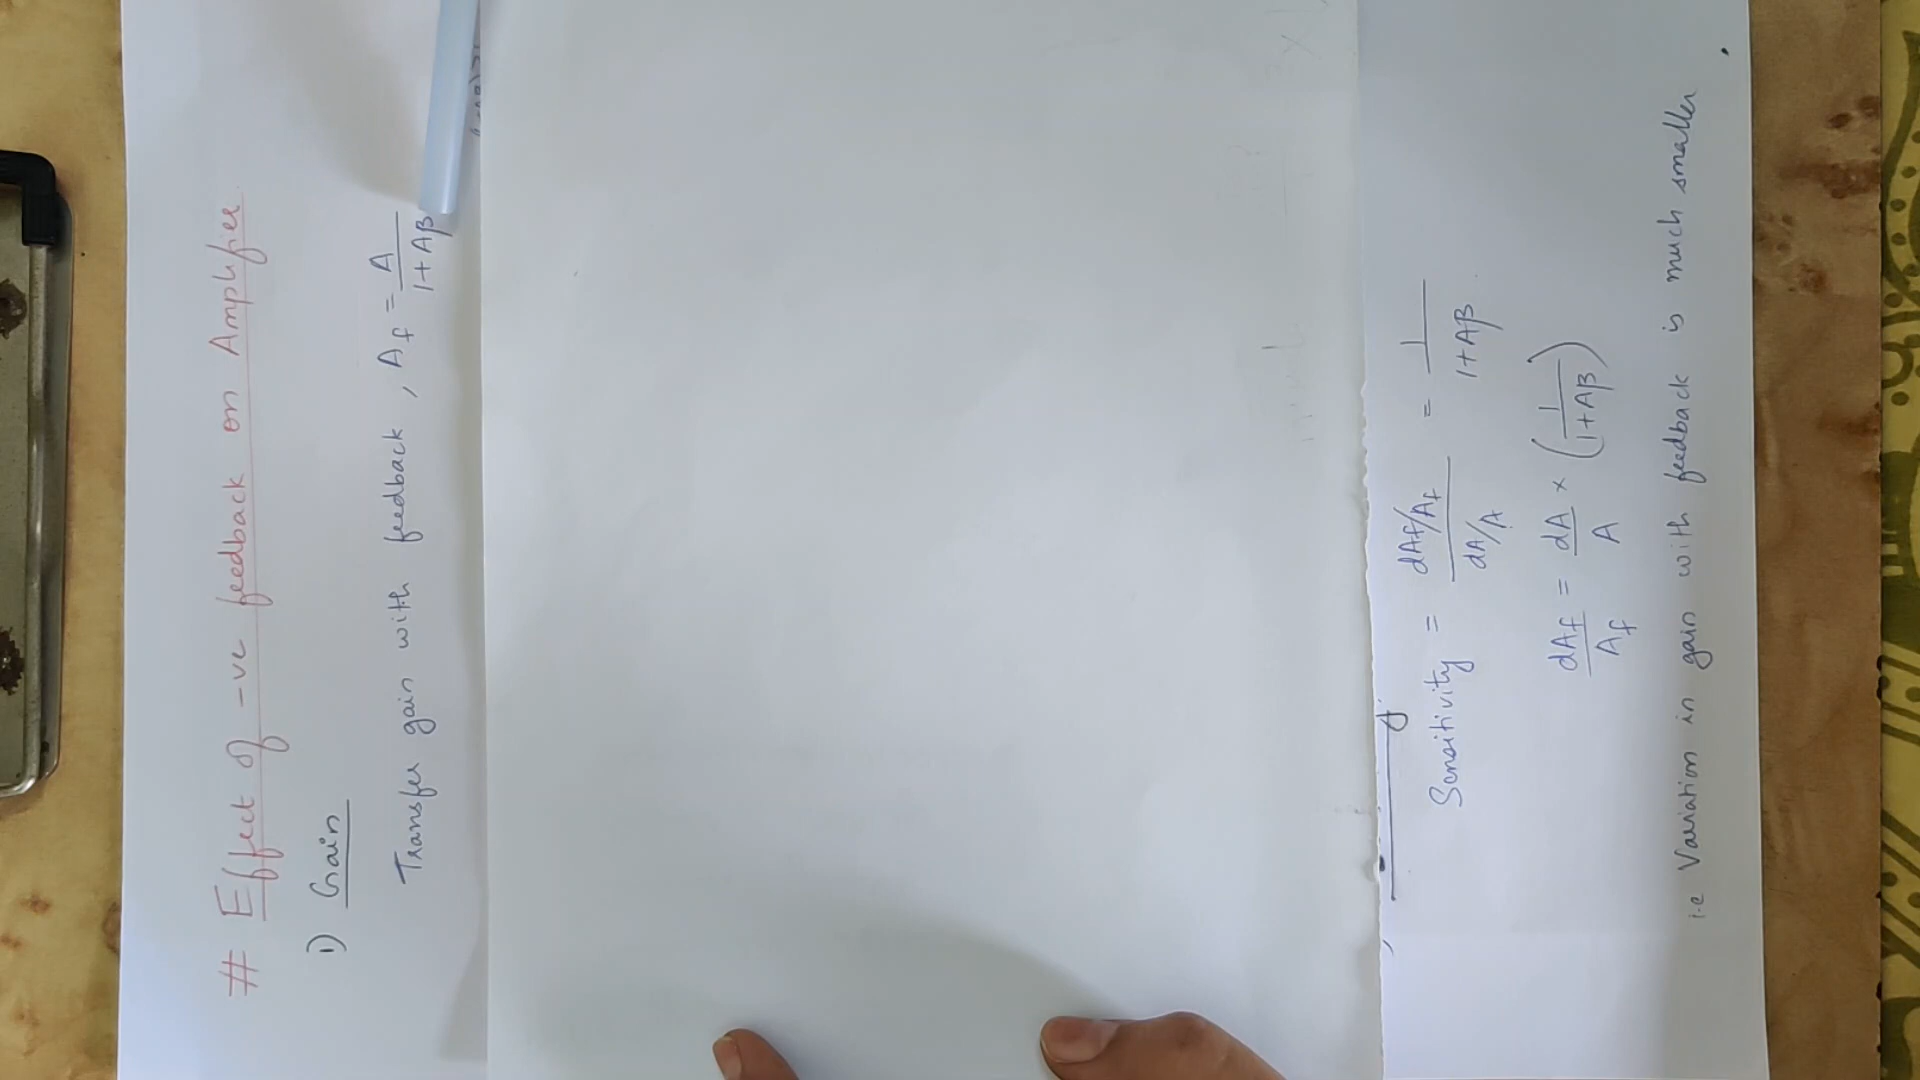 # Effect of -ve feedback on Amplifier
1) Gain
Transfer gain with feedback, Af = A / 1+Aβ
Sensitivity = dAf/Af / dA/A = 1 / 1+Aβ
dAf / Af = dA / A × (1 / 1+Aβ)
i.e Variation in gain with feedback is much smaller